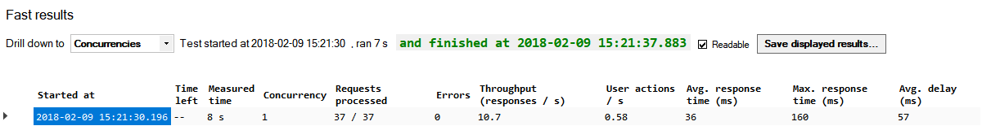 Fast results
Drill down to Concurrencies Test started at 2018-02-09 15:21:30 , ran 7 s and finished at 2018-02-09 15:21:37.883 Readable Save displayed results...
Started at Time left Measured time Concurrency Requests processed Errors Throughput (responses / s) User actions / s Avg. response time (ms) Max. response time (ms) Avg. delay (ms)
2018-02-09 15:21:30.196 -- 8 s 1 37 / 37 0 10.7 0.58 36 160 57